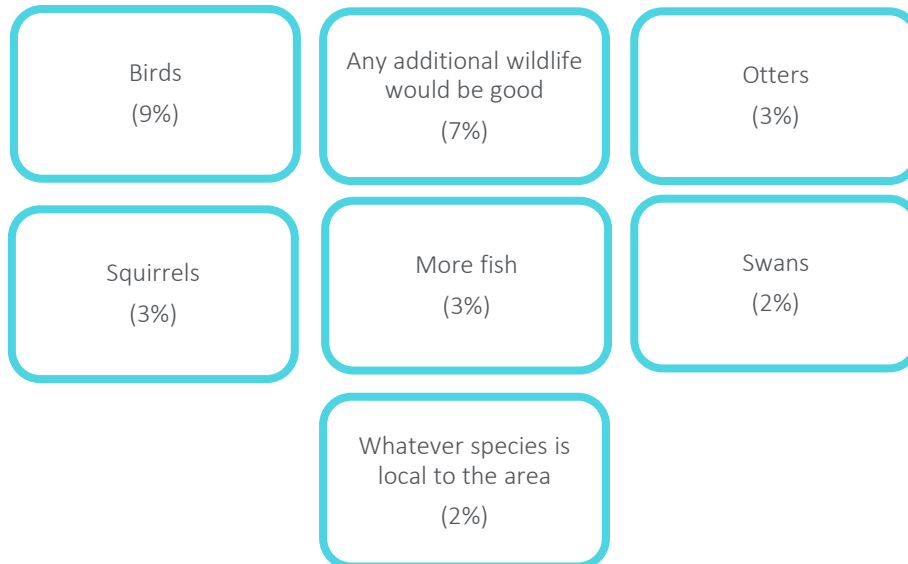 Birds
(9%)
Any additional wildlife
would be good
(7%)
Otters
(3%)
Squirrels
(3%)
More fish
(3%)
Swans
(2%)
Whatever species is
local to the area
(2%)